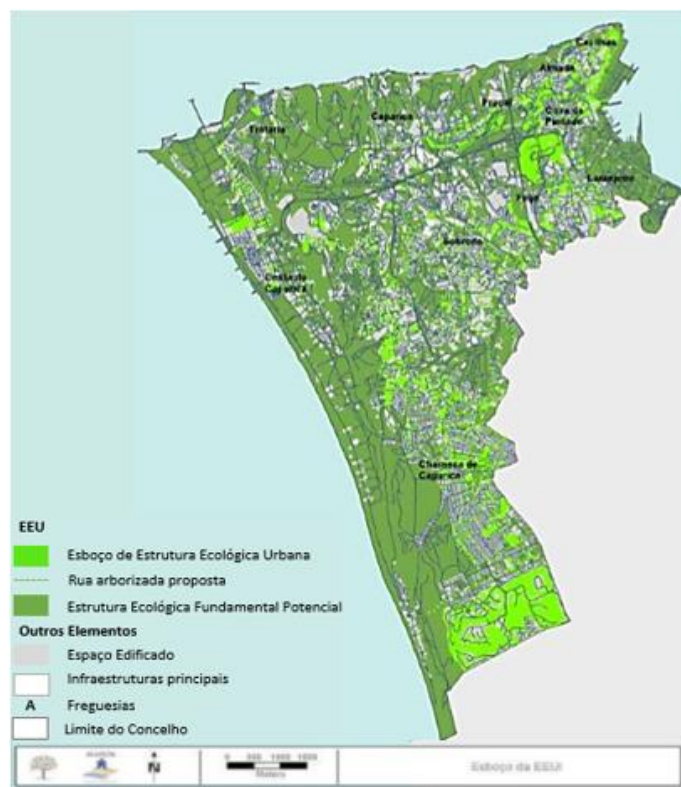 Cacilhas
Almada
Cova da Piedade
Pragal
Caparica
Trafaria
Laranjeiro
Feijó
Sobreda
Costa da Caparica
Charneca de Caparica
EEU
Esboço de Estrutura Ecológica Urbana
Rua arborizada proposta
Estrutura Ecológica Fundamental Potencial
Outros Elementos
Espaço Edificado
Infraestruturas principais
A Freguesias
Limite do Concelho
N
Esboço da EEU